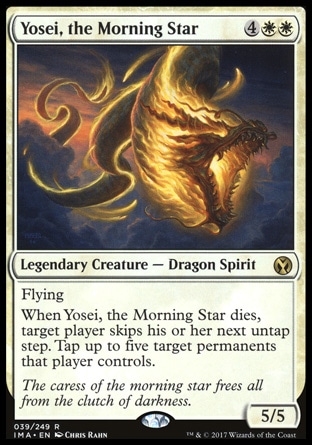 Yosei, the Morning Star 4
Legendary Creature — Dragon Spirit
Flying
When Yosei, the Morning Star dies,
target player skips his or her next untap
step. Tap up to five target permanents
that player controls.
The caress of the morning star frees all
from the clutch of darkness.
5/5
039/249 R
IMA • EN Chris Rahn
™ & © 2017 Wizards of the Coast